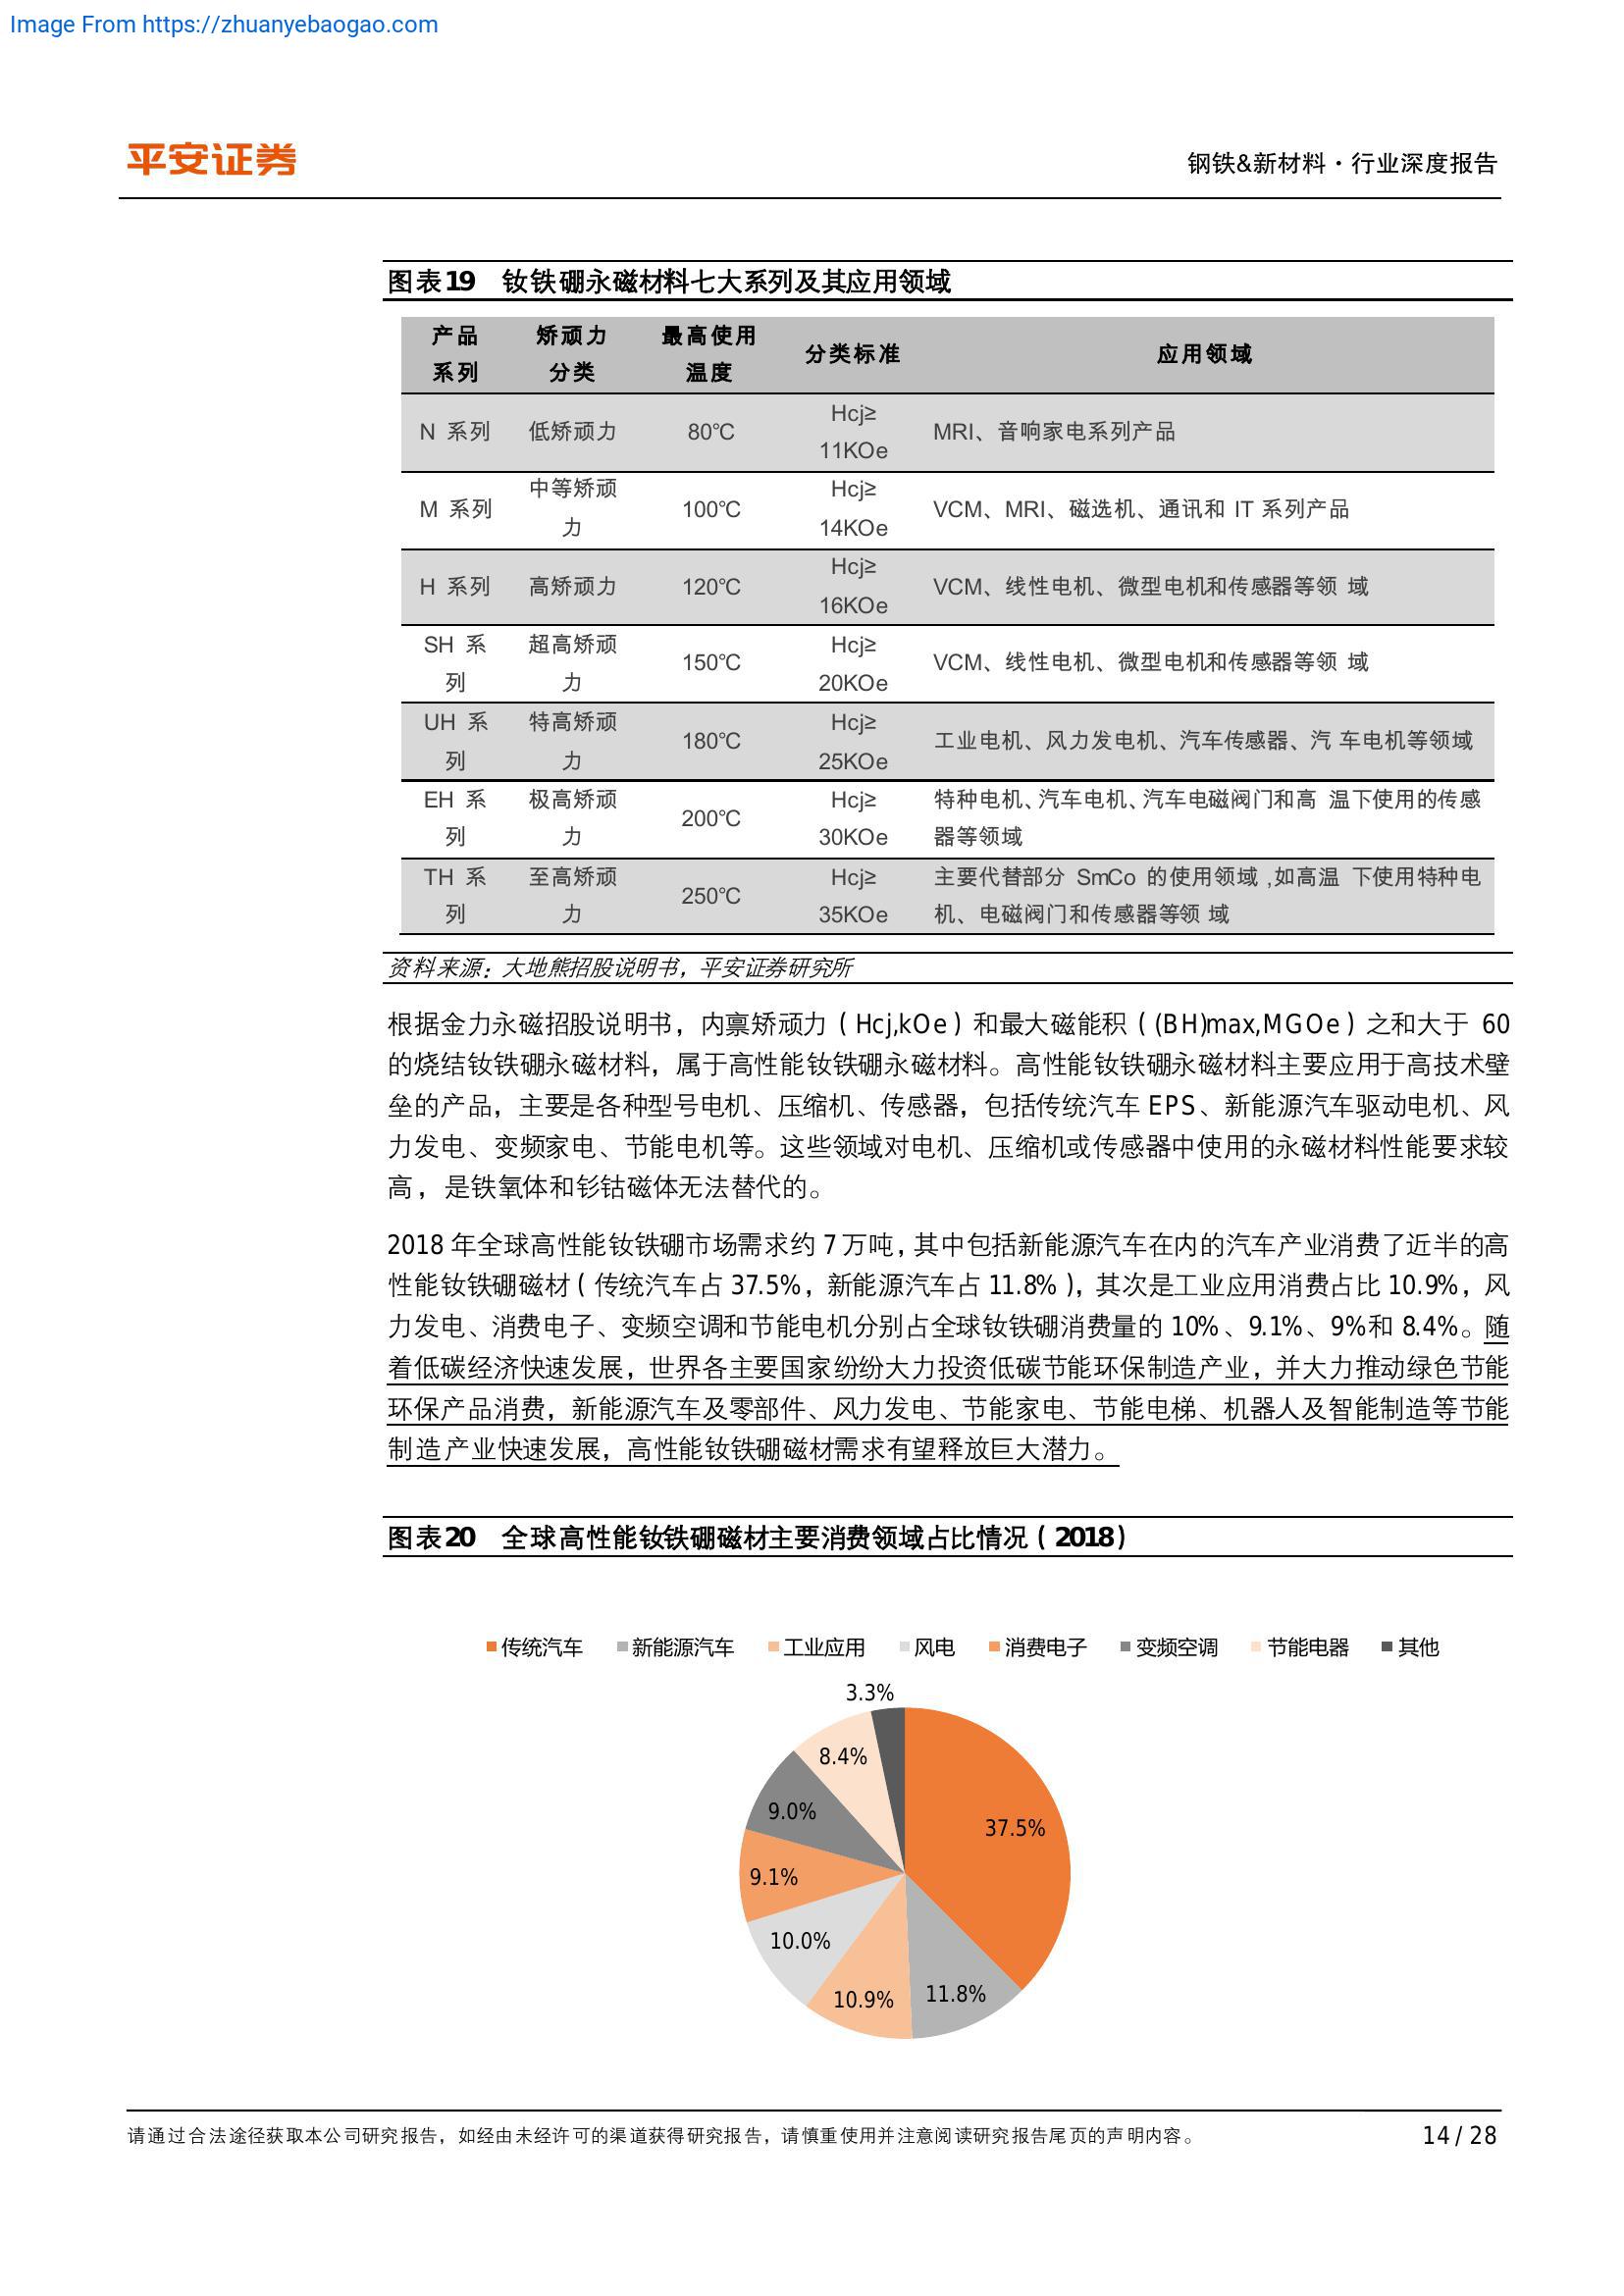 Image From https://zhuanyebaogao.com
平安证券
钢铁&新材料·行业深度报告
图表19 钕铁硼永磁材料七大系列及其应用领域
产品系列 矫顽力分类 最高使用温度 分类标准 应用领域
N 系列 低矫顽力 80℃ Hcj≥11KOe MRI、音响家电系列产品
M 系列 中等矫顽力 100℃ Hcj≥14KOe VCM、MRI、磁选机、通讯和 IT 系列产品
H 系列 高矫顽力 120℃ Hcj≥16KOe VCM、线性电机、微型电机和传感器等领 域
SH 系列 超高矫顽力 150℃ Hcj≥20KOe VCM、线性电机、微型电机和传感器等领 域
UH 系列 特高矫顽力 180℃ Hcj≥25KOe 工业电机、风力发电机、汽车传感器、汽 车电机等领域
EH 系列 极高矫顽力 200℃ Hcj≥30KOe 特种电机、汽车电机、汽车电磁阀门和高 温下使用的传感器等领域
TH 系列 至高矫顽力 250℃ Hcj≥35KOe 主要代替部分 SmCo 的使用领域,如高温 下使用特种电机、电磁阀门和传感器等领 域
资料来源：大地熊招股说明书，平安证券研究所
根据金力永磁招股说明书，内禀矫顽力（Hcj,kOe）和最大磁能积（(BH)max,MGOe）之和大于 60
的烧结钕铁硼永磁材料，属于高性能钕铁硼永磁材料。高性能钕铁硼永磁材料主要应用于高技术壁
垒的产品，主要是各种型号电机、压缩机、传感器，包括传统汽车 EPS、新能源汽车驱动电机、风
力发电、变频家电、节能电机等。这些领域对电机、压缩机或传感器中使用的永磁材料性能要求较
高，是铁氧体和钐钴磁体无法替代的。
2018 年全球高性能钕铁硼市场需求约 7 万吨，其中包括新能源汽车在内的汽车产业消费了近半的高
性能钕铁硼磁材（传统汽车占 37.5%，新能源汽车占 11.8%），其次是工业应用消费占比 10.9%，风
力发电、消费电子、变频空调和节能电机分别占全球钕铁硼消费量的 10%、9.1%、9%和 8.4%。随
着低碳经济快速发展，世界各主要国家纷纷大力投资低碳节能环保制造产业，并大力推动绿色节能
环保产品消费，新能源汽车及零部件、风力发电、节能家电、节能电梯、机器人及智能制造等节能
制造产业快速发展，高性能钕铁硼磁材需求有望释放巨大潜力。
图表20 全球高性能钕铁硼磁材主要消费领域占比情况（2018）
传统汽车 新能源汽车 工业应用 风电 消费电子 变频空调 节能电器 其他
3.3%
8.4%
9.0%
37.5%
9.1%
10.0%
11.8%
10.9%
请通过合法途径获取本公司研究报告，如经由未经许可的渠道获得研究报告，请慎重使用并注意阅读研究报告尾页的声明内容。
14 / 28